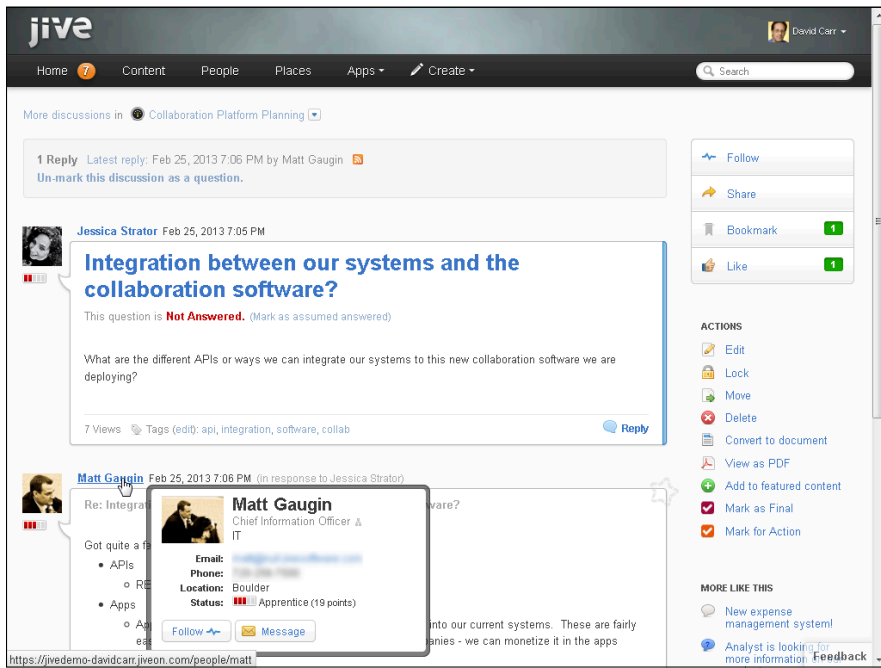 jive
David Carr
Home 7 Content People Places Apps Create
Search
More discussions in Collaboration Platform Planning
1 Reply Latest reply: Feb 25, 2013 7:06 PM by Matt Gaugin
Un-mark this discussion as a question.
Follow
Share
Bookmark 1
Like 1
Jessica Strator Feb 25, 2013 7:05 PM
Integration between our systems and the
collaboration software?
This question is Not Answered. (Mark as assumed answered)
What are the different APIs or ways we can integrate our systems to this new collaboration software we are
deploying?
7 Views Tags (edit): api, integration, software, collab
Reply
ACTIONS
Edit
Lock
Move
Delete
Convert to document
View as PDF
Add to featured content
Mark as Final
Mark for Action
MORE LIKE THIS
New expense
management system!
Analyst is looking for
more information
Feedback
Matt Gaugin Feb 25, 2013 7:06 PM (in response to Jessica Strator)
Re:
Got quite a
APIs
Apps
into our current systems. These are fairly
- we can monetize it in the apps
Matt Gaugin
Chief Information Officer
IT
Email:
Phone:
Location: Boulder
Status: Apprentice (19 points)
Follow
Message
https://jivedemo-davidcarr.jiveon.com/people/matt